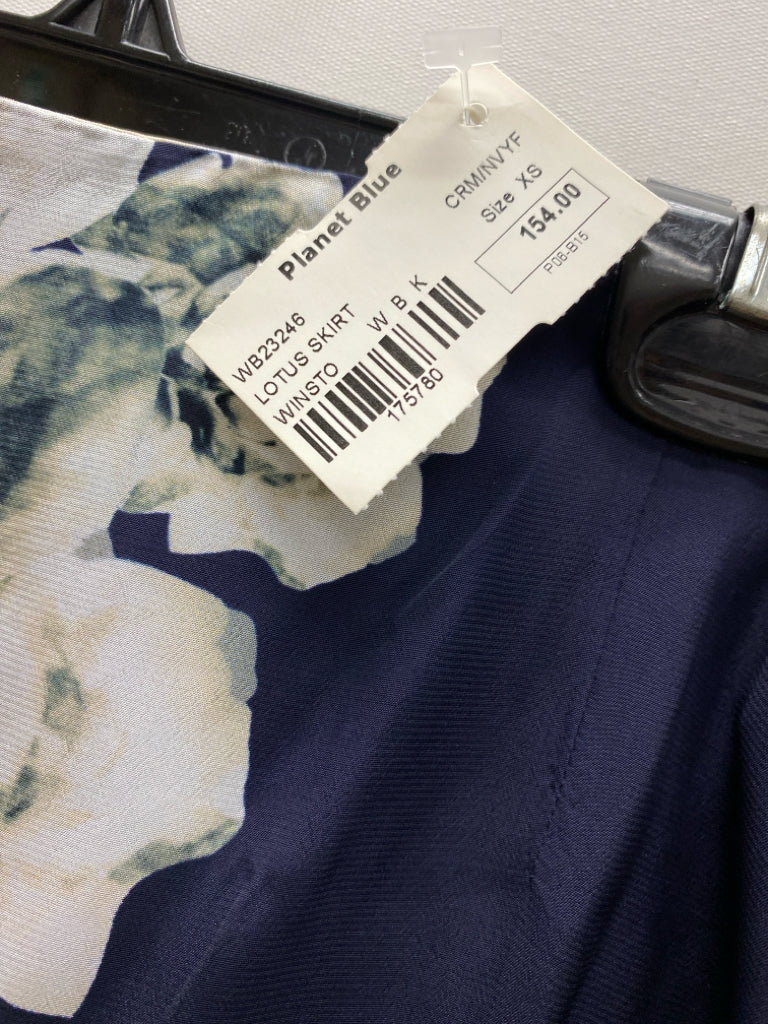 Planet Blue
CRM/NVYF
Size XS
154.00
P06-B15
WB23246
LOTUS SKIRT
WINSTO W B K
175780